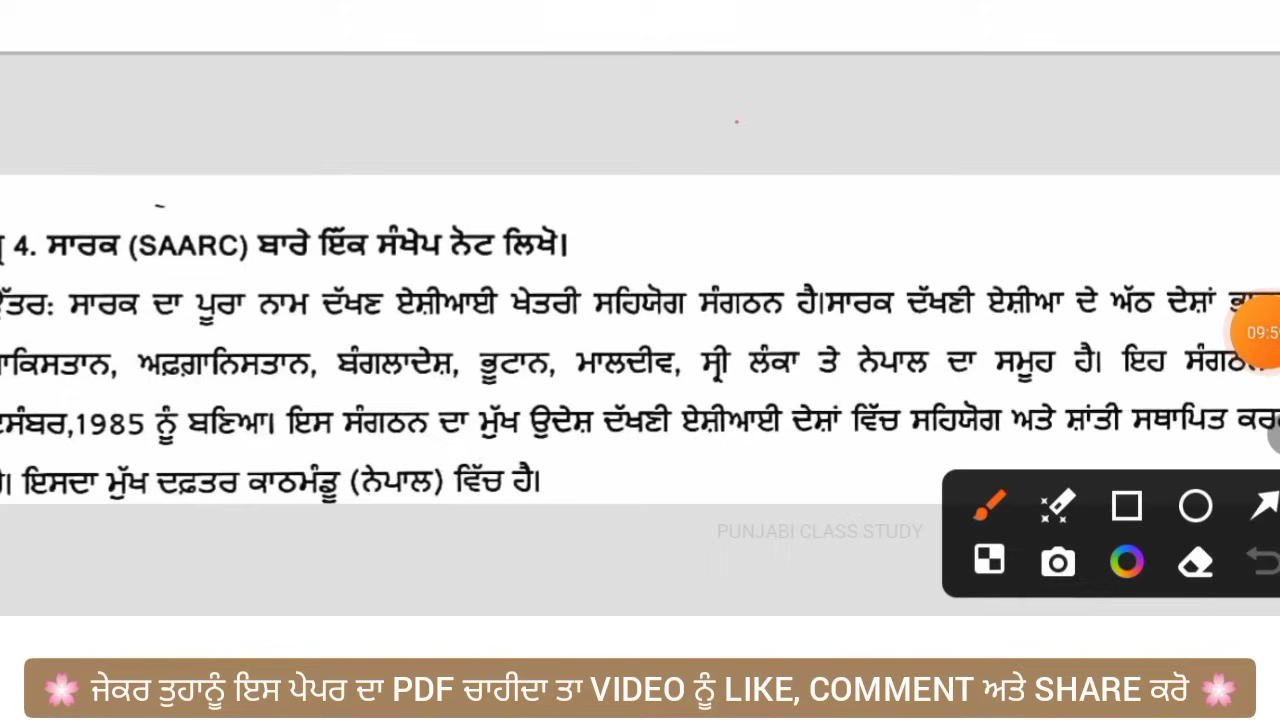 4. ਸਾਰਕ (SAARC) ਬਾਰੇ ਇੱਕ ਸੰਖੇਪ ਨੋਟ ਲਿਖੋ।
ਸਾਰਕ ਦਾ ਪੂਰਾ ਨਾਮ ਦੱਖਣ ਏਸ਼ੀਆਈ ਖੇਤਰੀ ਸਹਿਯੋਗ ਸੰਗਠਨ ਹੈ।ਸਾਰਕ ਦੱਖਣੀ ਏਸ਼ੀਆ ਦੇ ਅੱਠ ਦੇਸ਼ਾਂ
09:59
ਅਫ਼ਗ਼ਾਨਿਸਤਾਨ, ਬੰਗਲਾਦੇਸ਼, ਭੂਟਾਨ, ਮਾਲਦੀਵ, ਸ੍ਰੀ ਲੰਕਾ ਤੇ ਨੇਪਾਲ ਦਾ ਸਮੂਹ ਹੈ। ਇਹ
1985 ਨੂੰ ਬਣਿਆ। ਇਸ ਸੰਗਠਨ ਦਾ ਮੁੱਖ ਉਦੇਸ਼ ਦੱਖਣੀ ਏਸ਼ੀਆਈ ਦੇਸ਼ਾਂ ਵਿੱਚ ਸਹਿਯੋਗ ਅਤੇ ਸ਼ਾਂਤੀ ਸਥਾਪਿਤ
ਇਸਦਾ ਮੁੱਖ ਦਫ਼ਤਰ ਕਾਠਮੰਡੂ (ਨੇਪਾਲ) ਵਿੱਚ ਹੈ।
PUNJABI CLASS STUDY
ਜੇਕਰ ਤੁਹਾਨੂੰ ਇਸ ਪੇਪਰ ਦਾ PDF ਚਾਹੀਦਾ ਤਾ VIDEO ਨੂੰ LIKE, COMMENT ਅਤੇ SHARE ਕਰੋ